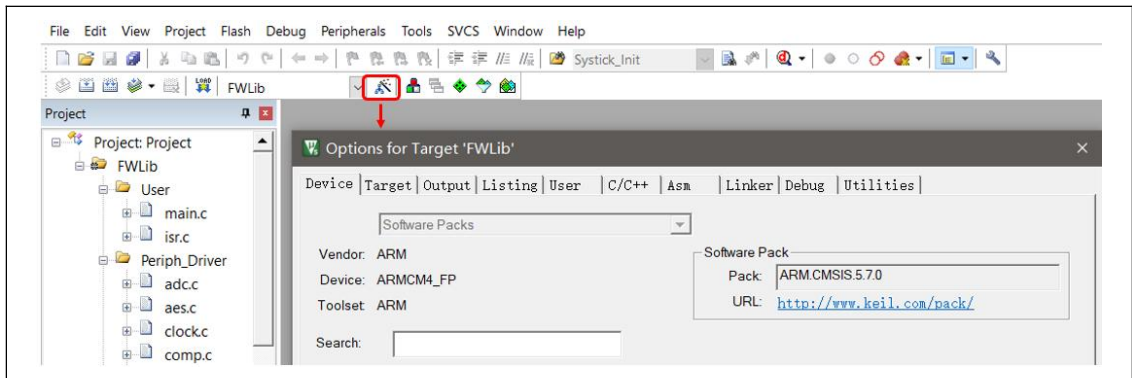 File Edit View Project Flash Debug Peripherals Tools SVCS Window Help
Systick_Init
LOAD FWLib
Project
Project: Project
FWLib
User
main.c
isr.c
Periph_Driver
adc.c
aes.c
clock.c
comp.c
Options for Target 'FWLib'
Device Target Output Listing User C/C++ Asm Linker Debug Utilities
Software Packs
Vendor: ARM
Device: ARMCM4_FP
Toolset: ARM
Search:
Software Pack
Pack: ARM.CMSIS.5.7.0
URL: http://www.keil.com/pack/